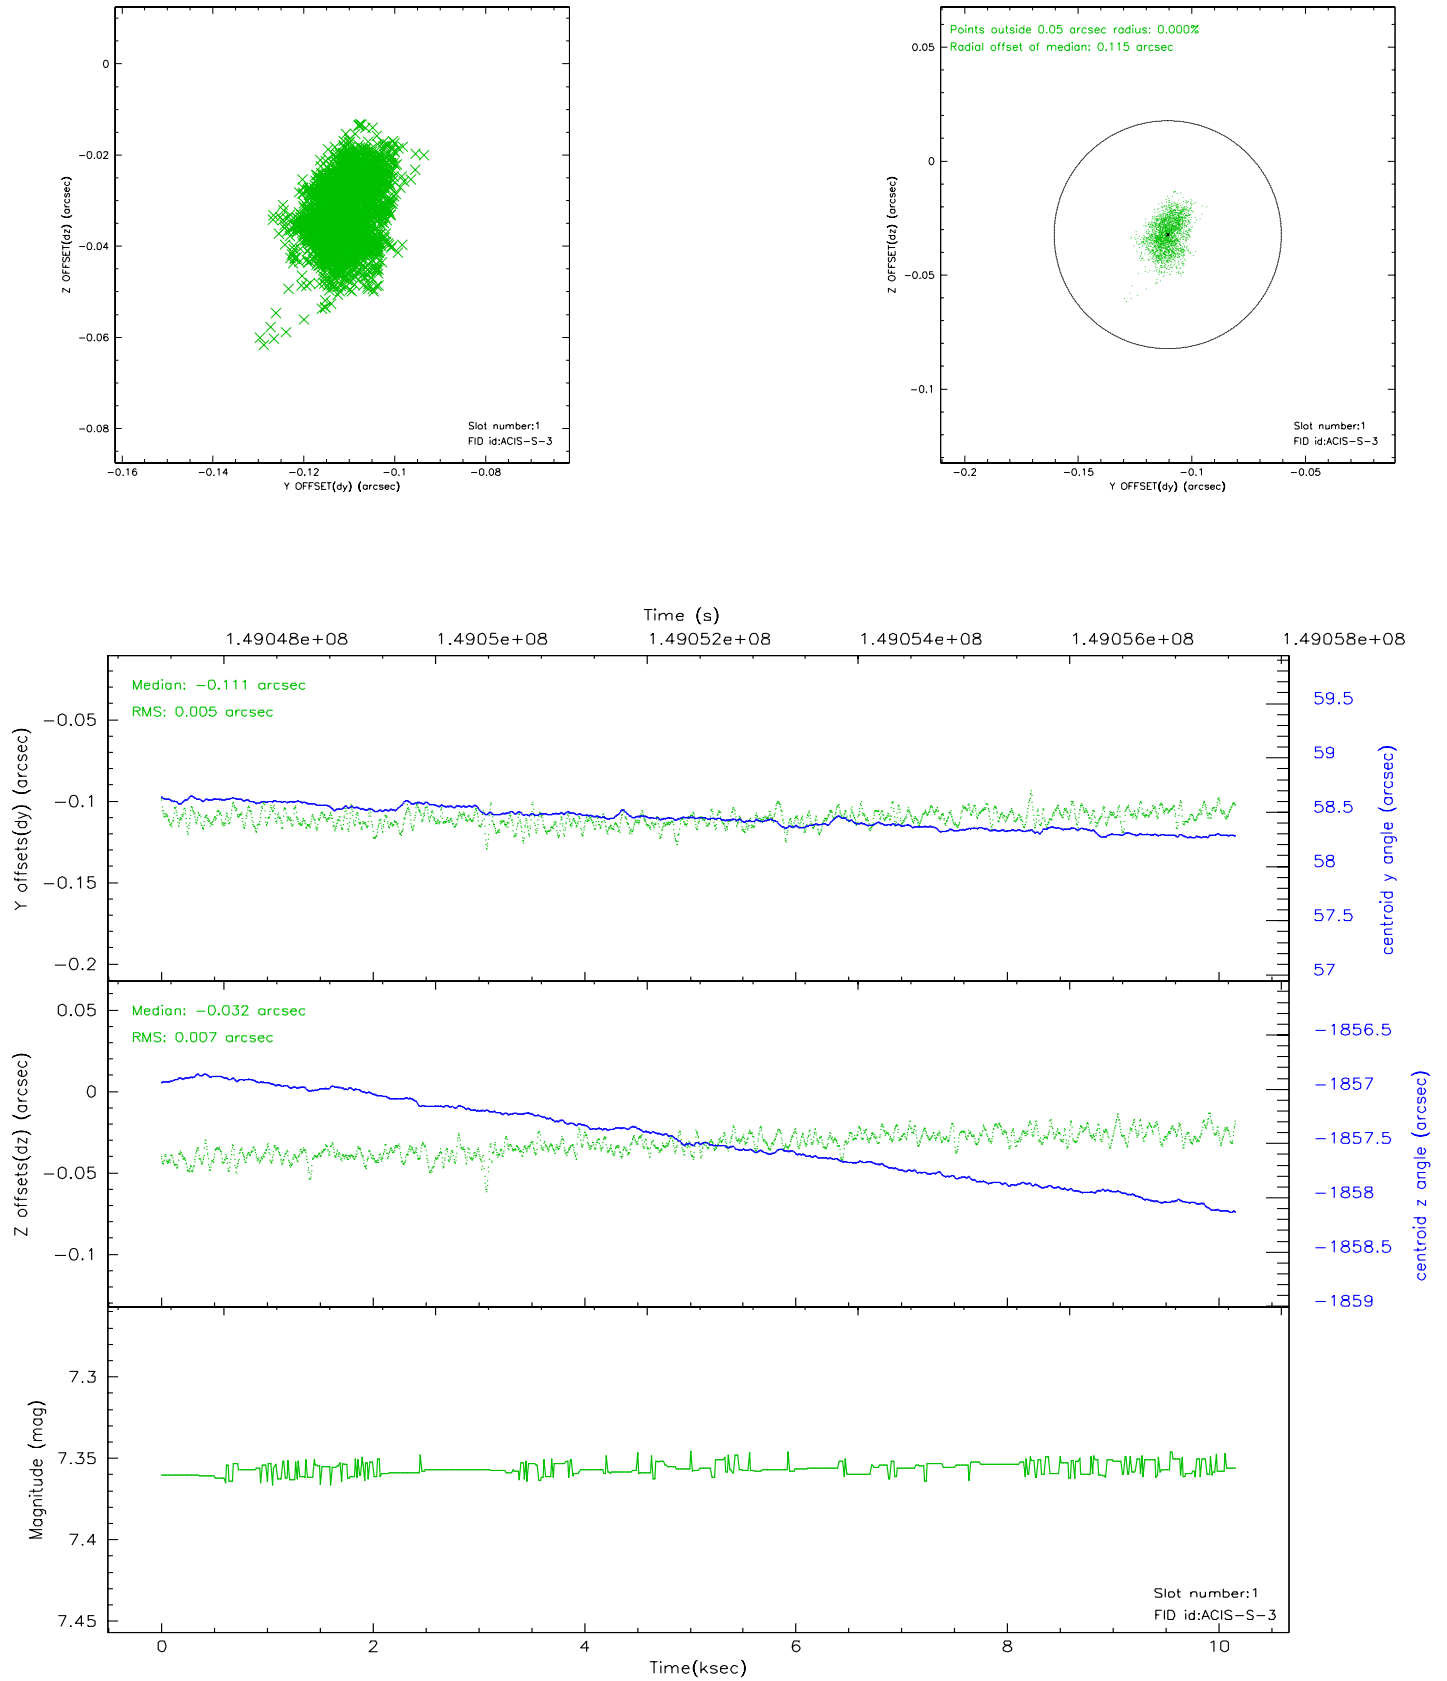 0
-0.02
-0.04
-0.06
-0.08
Z OFFSET(dz) (arcsec)
Slot number:1
FID id:ACIS-S-3
-0.16 -0.14 -0.12 -0.1 -0.08
Y OFFSET(dy) (arcsec)
Points outside 0.05 arcsec radius: 0.000%
Radial offset of median: 0.115 arcsec
0.05
0
-0.05
-0.1
Z OFFSET(dz) (arcsec)
Slot number:1
FID id:ACIS-S-3
-0.2 -0.15 -0.1 -0.05
Y OFFSET(dy) (arcsec)
Time (s)
1.49048e+08 1.4905e+08 1.49052e+08 1.49054e+08 1.49056e+08 1.49058e+08
Median: -0.111 arcsec
RMS: 0.005 arcsec
-0.05
-0.1
-0.15
-0.2
Y offsets(dy) (arcsec)
59.5
59
58.5
58
57.5
57
centroid y angle (arcsec)
Median: -0.032 arcsec
RMS: 0.007 arcsec
0.05
0
-0.05
-0.1
Z offsets(dz) (arcsec)
-1856.5
-1857
-1857.5
-1858
-1858.5
-1859
centroid z angle (arcsec)
7.3
7.35
7.4
7.45
Magnitude (mag)
Slot number:1
FID id:ACIS-S-3
0 2 4 6 8 10
Time(ksec)